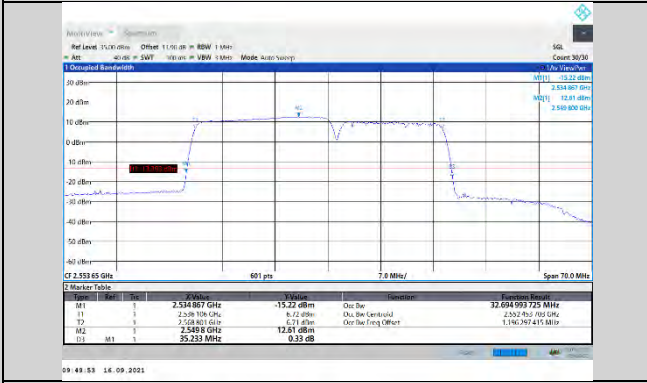 MultiView Spectrum
Ref Level 35.00 dBm Offset 11.90 dB RBW 1 MHz SGL
Att 40 dB SWT 100 ms VBW 3 MHz Mode Auto Sweep Count 30/30
1 Occupied Bandwidth 1Av ViewPwr
M1[1] -15.22 dBm
2.534 867 GHz
M2[1] 12.61 dBm
2.549 800 GHz
30 dBm
20 dBm
10 dBm
0 dBm
-10 dBm
-20 dBm
-30 dBm
-40 dBm
-50 dBm
-60 dBm
CF 2.553 65 GHz 601 pts 7.0 MHz/ Span 70.0 MHz
2 Marker Table
Type Ref Trc X-Value Y-Value Function Function Result
M1 1 2.534 867 GHz -15.22 dBm Occ Bw 32.694 993 725 MHz
T1 1 2.536 106 GHz 6.72 dBm Occ Bw Centroid 2.552 453 703 GHz
T2 1 2.568 801 GHz 6.71 dBm Occ Bw Freq Offset -1.196 297 415 MHz
M2 1 2.549 8 GHz 12.61 dBm
D3 M1 1 35.233 MHz 0.33 dB
09:49:53 16.09.2021